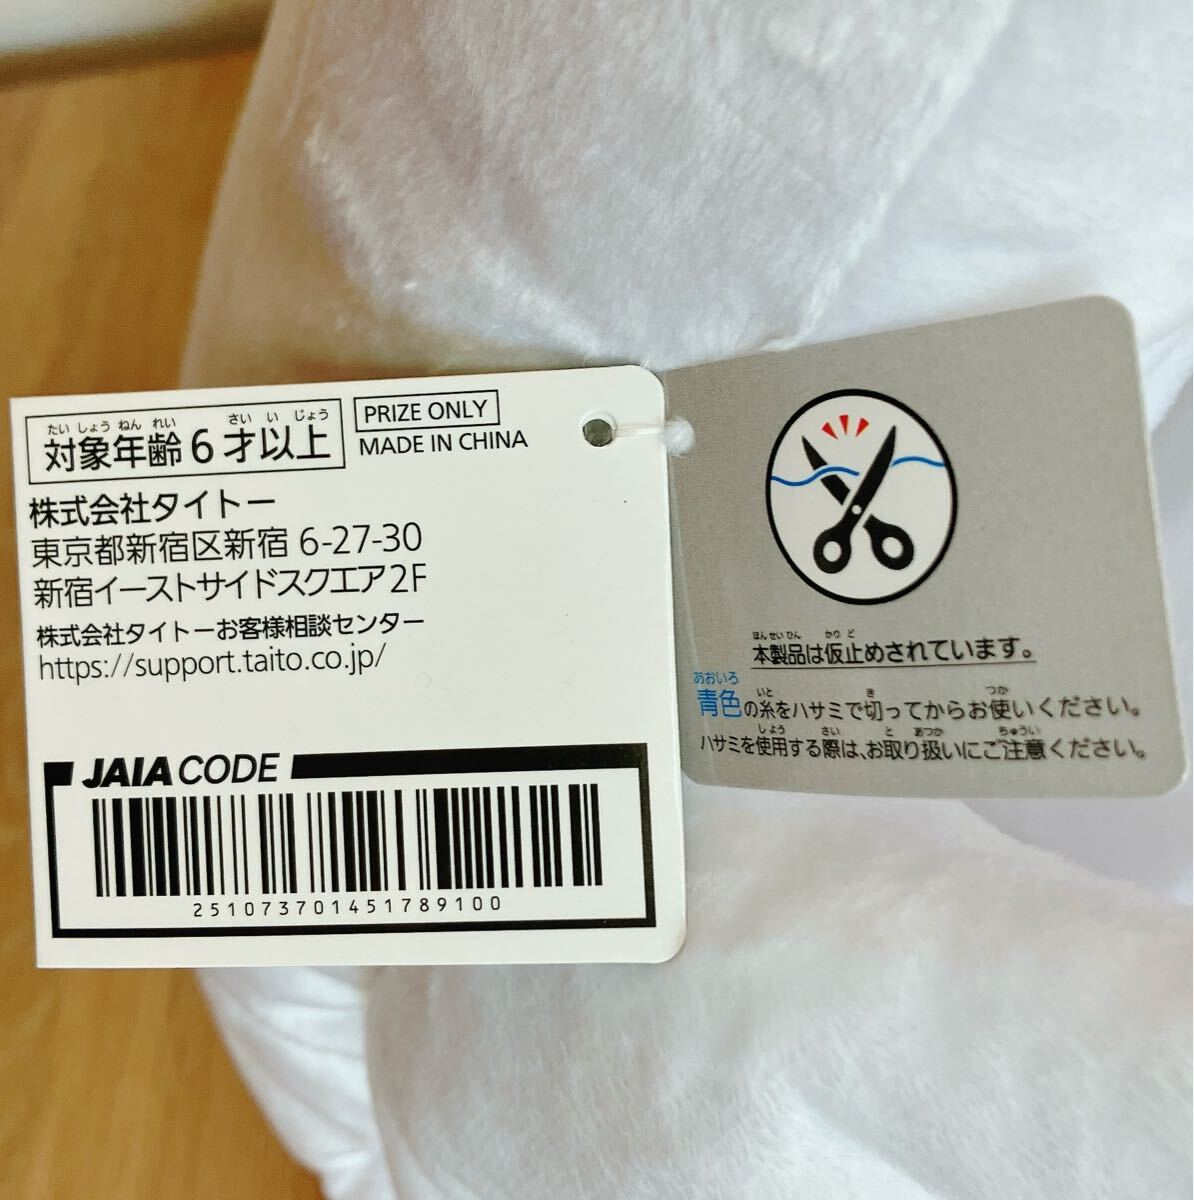 たいしょうねんれい さいいじょう
対象年齢6才以上
PRIZE ONLY
MADE IN CHINA
株式会社タイトー
東京都新宿区新宿 6-27-30
新宿イーストサイドスクエア2F
株式会社タイトーお客様相談センター
https://support.taito.co.jp/
JAIA CODE
251073701451789100
ほんせいひん かりど
本製品は仮止めされています。
あおいろ いと き つか
青色の糸をハサミで切ってからお使いください。
しよう さい と あつか ちゅうい
ハサミを使用する際は、お取り扱いにご注意ください。